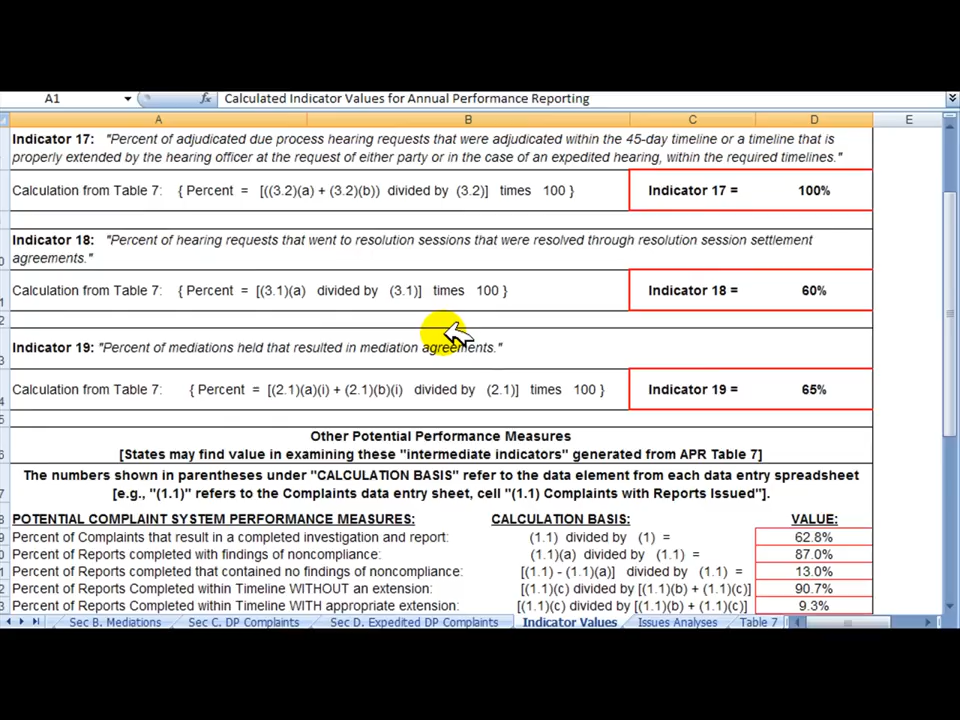 A1 fx Calculated Indicator Values for Annual Performance Reporting
A B C D E
Indicator 17: "Percent of adjudicated due process hearing requests that were adjudicated within the 45-day timeline or a timeline that is
properly extended by the hearing officer at the request of either party or in the case of an expedited hearing, within the required timelines."
Calculation from Table 7: { Percent = [((3.2)(a) + (3.2)(b)) divided by (3.2)] times 100 } Indicator 17 = 100%
Indicator 18: "Percent of hearing requests that went to resolution sessions that were resolved through resolution session settlement
0 agreements."
1 Calculation from Table 7: { Percent = [(3.1)(a) divided by (3.1)] times 100 } Indicator 18 = 60%
2
3 Indicator 19: "Percent of mediations held that resulted in mediation agreements."
4 Calculation from Table 7: { Percent = [(2.1)(a)(i) + (2.1)(b)(i) divided by (2.1)] times 100 } Indicator 19 = 65%
5
Other Potential Performance Measures
6 [States may find value in examining these "intermediate indicators" generated from APR Table 7]
The numbers shown in parentheses under "CALCULATION BASIS" refer to the data element from each data entry spreadsheet
7 [e.g., "(1.1)" refers to the Complaints data entry sheet, cell "(1.1) Complaints with Reports Issued"].
8 POTENTIAL COMPLAINT SYSTEM PERFORMANCE MEASURES: CALCULATION BASIS: VALUE:
9 Percent of Complaints that result in a completed investigation and report: (1.1) divided by (1) = 62.8%
0 Percent of Reports completed with findings of noncompliance: (1.1)(a) divided by (1.1) = 87.0%
1 Percent of Reports completed that contained no findings of noncompliance: [(1.1) - (1.1)(a)] divided by (1.1) = 13.0%
2 Percent of Reports Completed within Timeline WITHOUT an extension: [(1.1)(c) divided by [(1.1)(b) + (1.1)(c)] 90.7%
3 Percent of Reports Completed within Timeline WITH appropriate extension: [(1.1)(c) divided by [(1.1)(b) + (1.1)(c)] 9.3%
Sec B. Mediations Sec C. DP Complaints Sec D. Expedited DP Complaints Indicator Values Issues Analyses Table 7